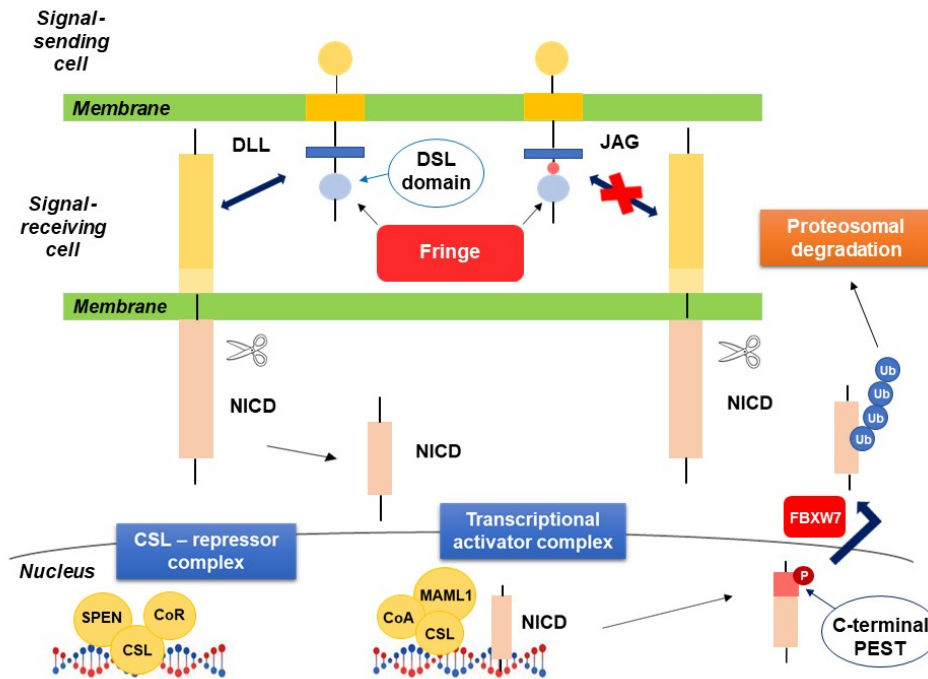 Signal-
sending
cell
Membrane
DLL
DSL
domain
JAG
Signal-
receiving
cell
Fringe
Proteosomal
degradation
Membrane
NICD
NICD
NICD
Ub
Ub
Ub
Ub
FBXW7
CSL – repressor
complex
Transcriptional
activator complex
Nucleus
SPEN
CoR
CSL
MAML1
CoA
CSL
NICD
P
C-terminal
PEST